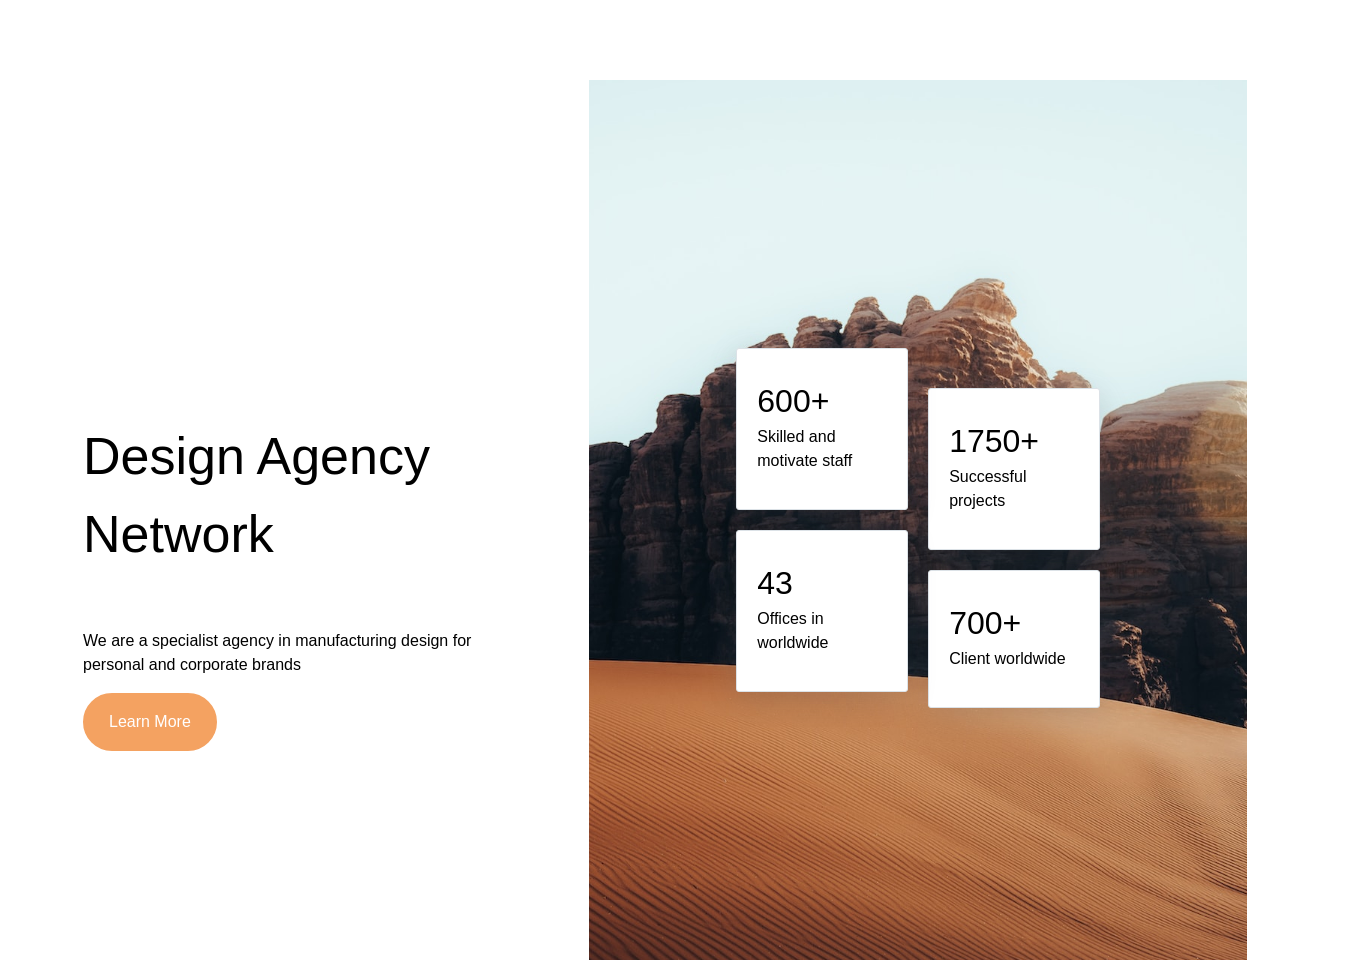 Design Agency
Network
We are a specialist agency in manufacturing design for
personal and corporate brands
Learn More
600+
Skilled and
motivate staff
43
Offices in
worldwide
1750+
Successful
projects
700+
Client worldwide